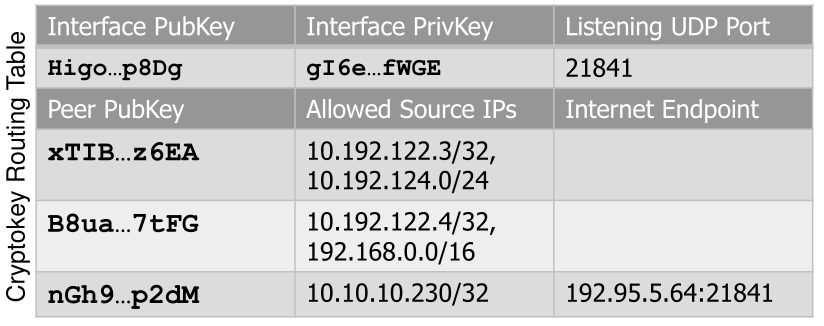 Cryptokey Routing Table
Interface PubKey Interface PrivKey Listening UDP Port
Higo…p8Dg gI6e…fWGE 21841
Peer PubKey Allowed Source IPs Internet Endpoint
xTIB…z6EA 10.192.122.3/32,
10.192.124.0/24
B8ua…7tFG 10.192.122.4/32,
192.168.0.0/16
nGh9…p2dM 10.10.10.230/32 192.95.5.64:21841